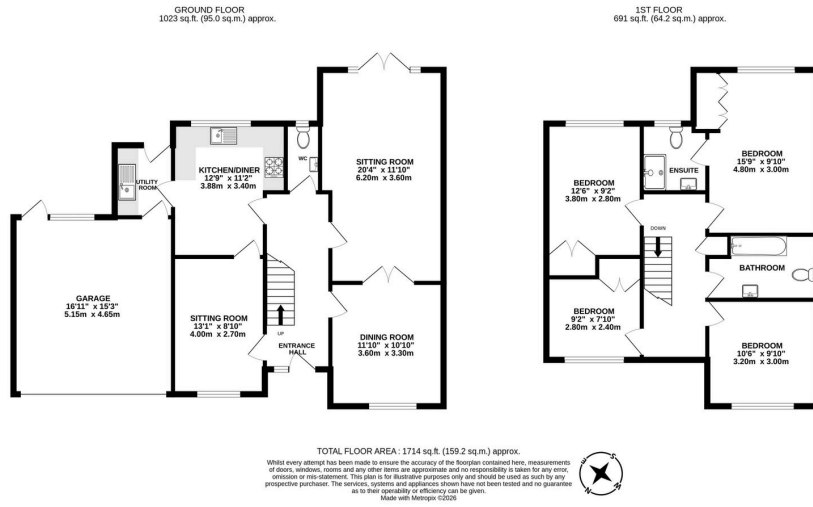 GROUND FLOOR
1023 sq.ft. (95.0 sq.m.) approx.
UTILITY
ROOM
KITCHEN/DINER
12'9" x 11'2"
3.88m x 3.40m
WC
SITTING ROOM
20'4" x 11'10"
6.20m x 3.60m
GARAGE
16'11" x 15'3"
5.15m x 4.65m
SITTING ROOM
13'1" x 8'10"
4.00m x 2.70m
UP
ENTRANCE
HALL
DINING ROOM
11'10" x 10'10"
3.60m x 3.30m
1ST FLOOR
691 sq.ft. (64.2 sq.m.) approx.
BEDROOM
12'6" x 9'2"
3.80m x 2.80m
ENSUITE
BEDROOM
15'9" x 9'10"
4.80m x 3.00m
DOWN
BATHROOM
BEDROOM
9'2" x 7'10"
2.80m x 2.40m
BEDROOM
10'6" x 9'10"
3.20m x 3.00m
TOTAL FLOOR AREA : 1714 sq.ft. (159.2 sq.m.) approx.
Whilst every attempt has been made to ensure the accuracy of the floorplan contained here, measurements
of doors, windows, rooms and any other items are approximate and no responsibility is taken for any error,
omission or mis-statement. This plan is for illustrative purposes only and should be used as such by any
prospective purchaser. The services, systems and appliances shown have not been tested and no guarantee
as to their operability or efficiency can be given.
Made with Metropix ©2026
E
S
N
W